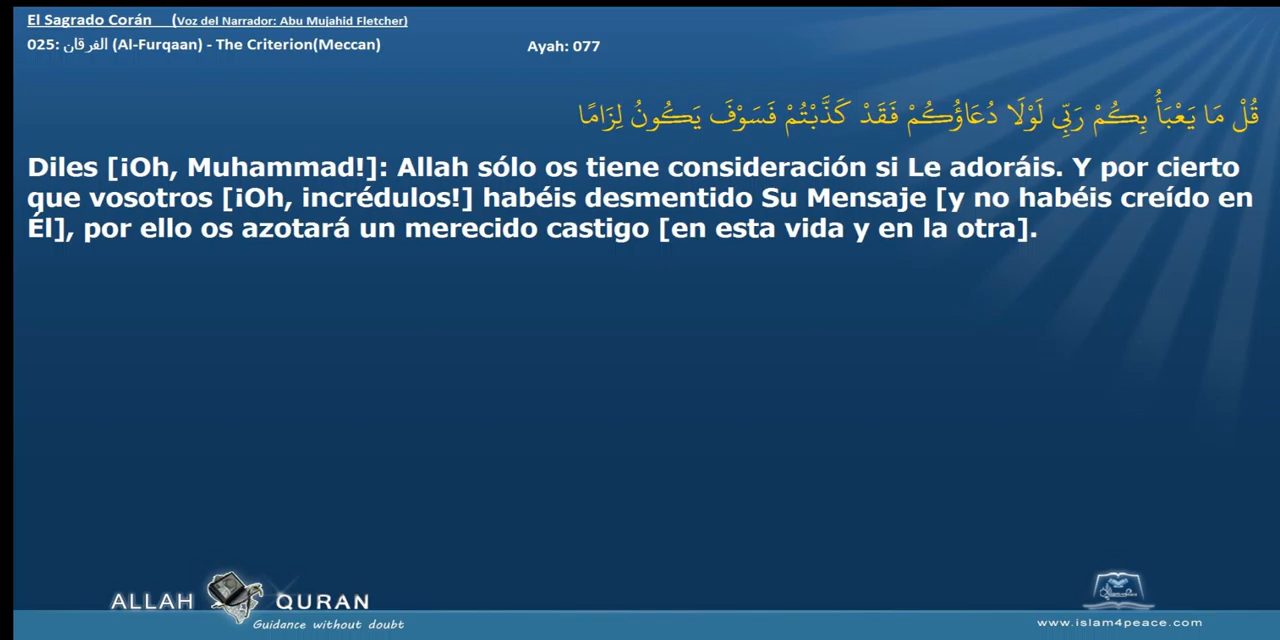 El Sagrado Corán (Voz del Narrador: Abu Mujahid Fletcher)
025: الفرقان (Al-Furqaan) - The Criterion(Meccan) Ayah: 077
قُلْ مَا يَعْبَأُ بِكُمْ رَبِّي لَوْلَا دُعَاؤُكُمْ فَقَدْ كَذَّبْتُمْ فَسَوْفَ يَكُونُ لِزَامًا
Diles [¡Oh, Muhammad!]: Allah sólo os tiene consideración si Le adoráis. Y por cierto
que vosotros [¡Oh, incrédulos!] habéis desmentido Su Mensaje [y no habéis creído en
Él], por ello os azotará un merecido castigo [en esta vida y en la otra].
ALLAH QURAN
Guidance without doubt
www.islam4peace.com